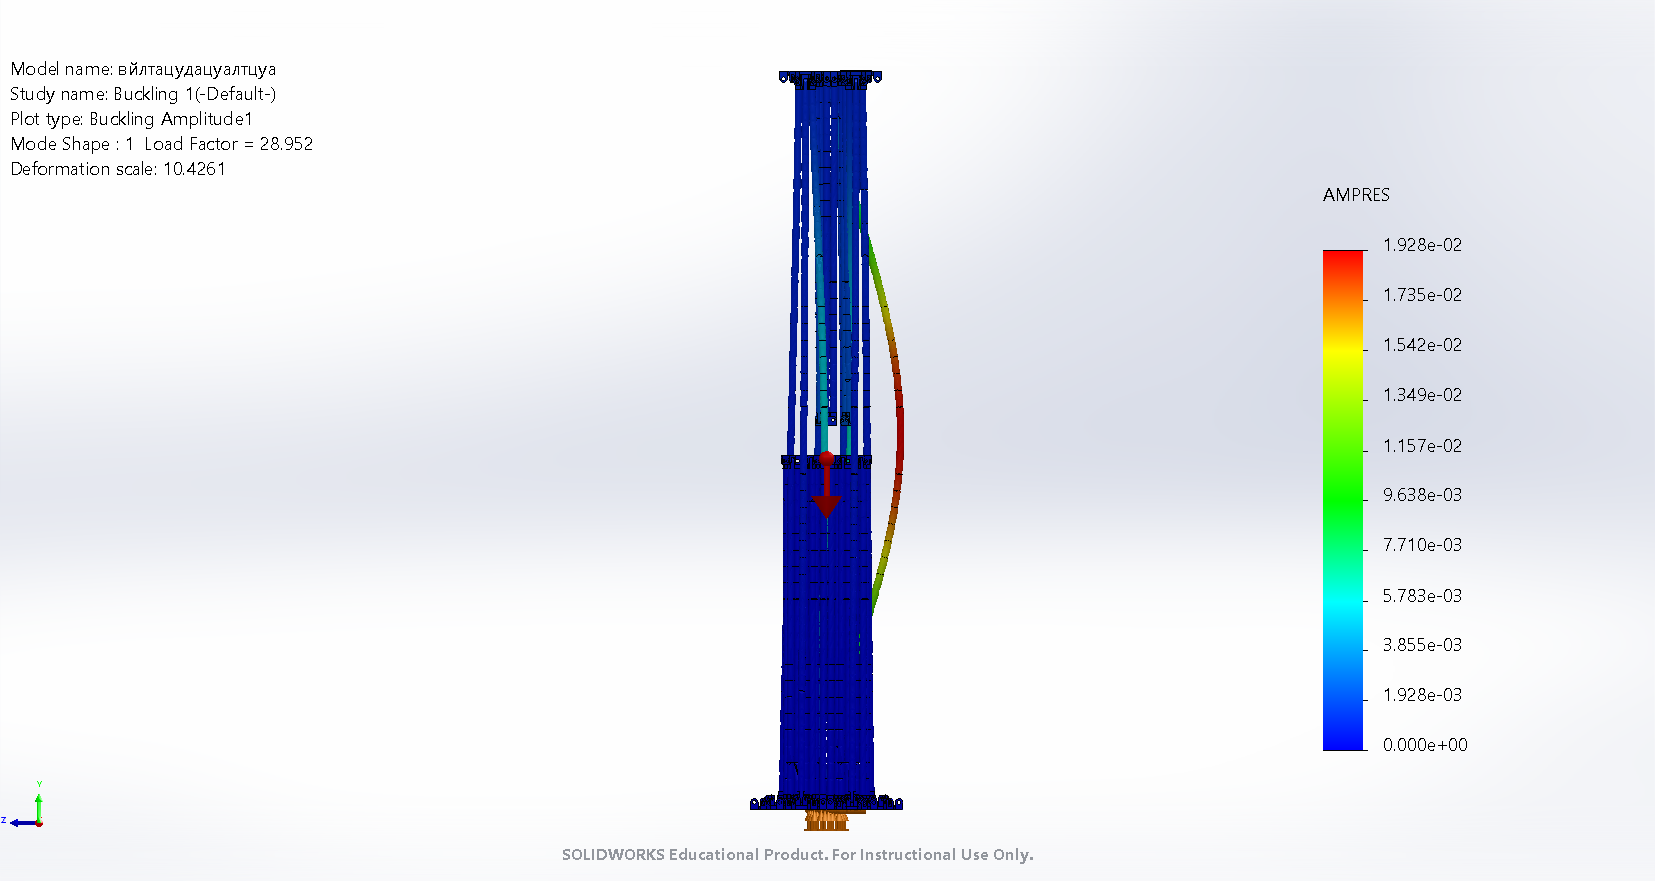 Model name: вйлтацудацуалтцуа
Study name: Buckling 1(-Default-)
Plot type: Buckling Amplitude1
Mode Shape : 1 Load Factor = 28.952
Deformation scale: 10.4261
AMPRES
1.928e-02
1.735e-02
1.542e-02
1.349e-02
1.157e-02
9.638e-03
7.710e-03
5.783e-03
3.855e-03
1.928e-03
0.000e+00
Y
Z
SOLIDWORKS Educational Product. For Instructional Use Only.